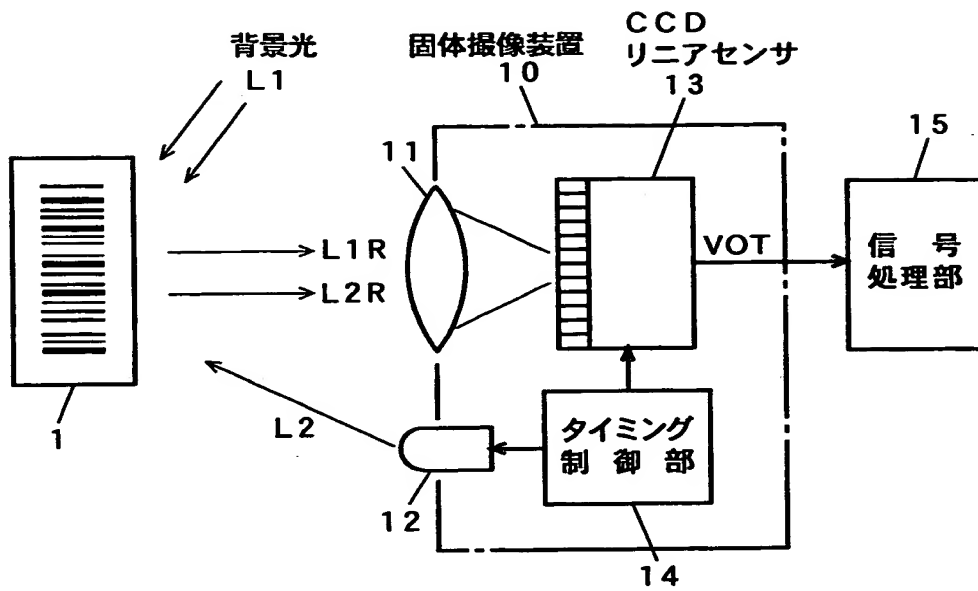 背景光
L1
固体撮像装置
10
CCD
リニアセンサ
13
15
11
L1R
L2R
VOT
信号
処理部
1
L2
12
タイミング
制御部
14